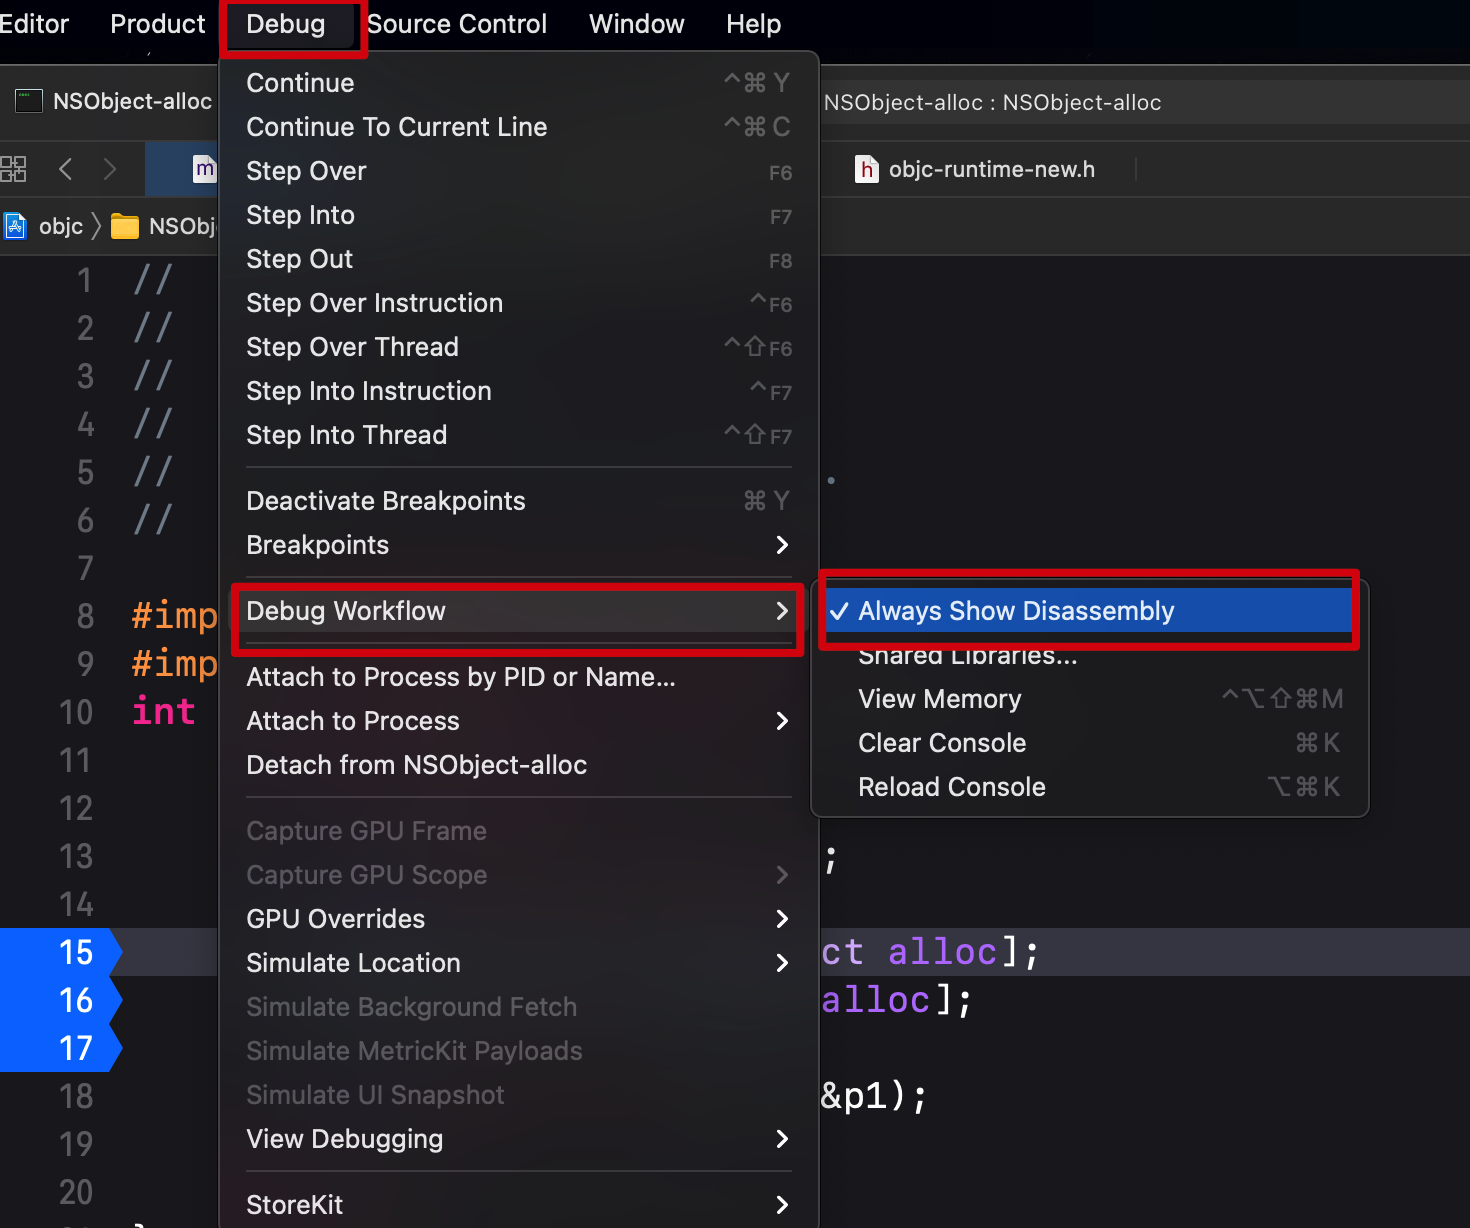 Editor Product Debug Source Control Window Help
NSObject-alloc
NSObject-alloc : NSObject-alloc
m
h objc-runtime-new.h
objc 〉 NSObj
1 //
2 //
3 //
4 //
5 // .
6 //
7
8 #imp
9 #imp
10 int
11
12
13 ;
14
15 ct alloc];
16 alloc];
17
18 &p1);
19
20
Continue ^⌘Y
Continue To Current Line ^⌘C
Step Over F6
Step Into F7
Step Out F8
Step Over Instruction ^F6
Step Over Thread ^⇧F6
Step Into Instruction ^F7
Step Into Thread ^⇧F7
Deactivate Breakpoints ⌘Y
Breakpoints
Debug Workflow
Attach to Process by PID or Name...
Attach to Process
Detach from NSObject-alloc
Capture GPU Frame
Capture GPU Scope
GPU Overrides
Simulate Location
Simulate Background Fetch
Simulate MetricKit Payloads
Simulate UI Snapshot
View Debugging
StoreKit
✓ Always Show Disassembly
Shared Libraries...
View Memory ^⌥⇧⌘M
Clear Console ⌘K
Reload Console ⌥⌘K